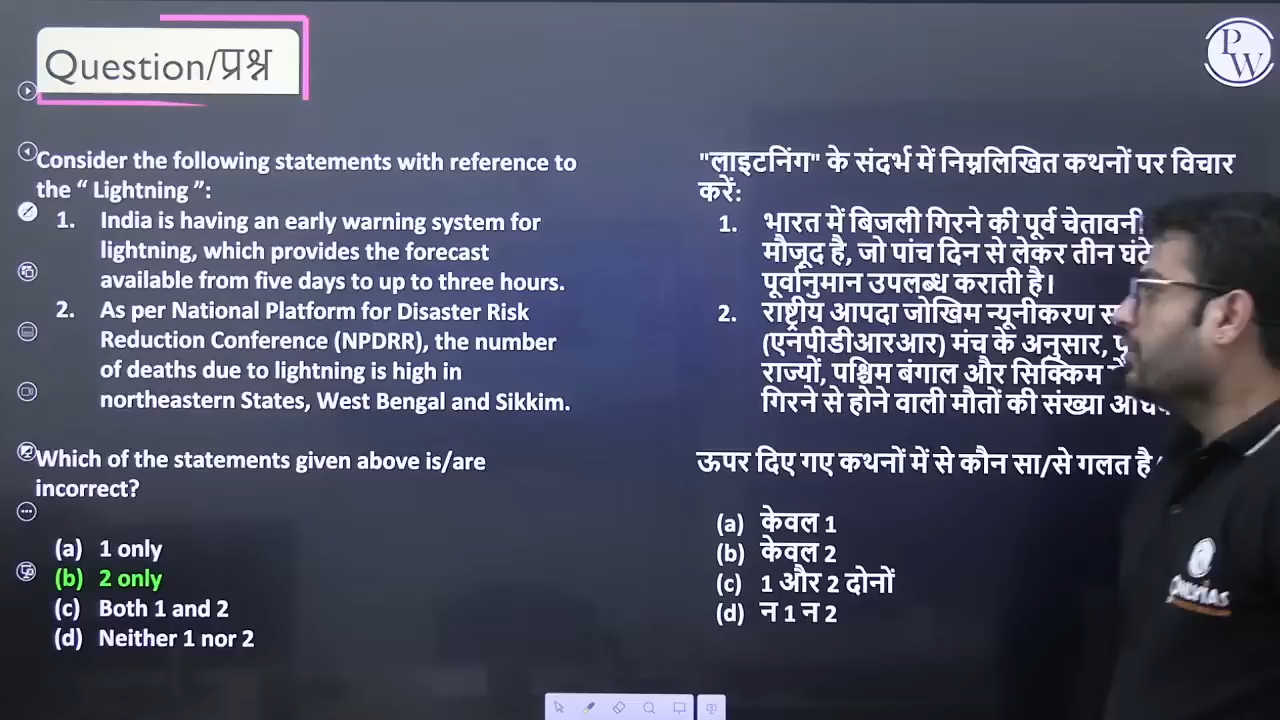 Question/प्रश्न
PW
Consider the following statements with reference to
the “ Lightning ”:
1. India is having an early warning system for
lightning, which provides the forecast
available from five days to up to three hours.
2. As per National Platform for Disaster Risk
Reduction Conference (NPDRR), the number
of deaths due to lightning is high in
northeastern States, West Bengal and Sikkim.
Which of the statements given above is/are
incorrect?
(a) 1 only
(b) 2 only
(c) Both 1 and 2
(d) Neither 1 nor 2
"लाइटनिंग" के संदर्भ में निम्नलिखित कथनों पर विचार
करें:
1. भारत में बिजली गिरने की पूर्व चेतावनी
मौजूद है, जो पांच दिन से लेकर तीन घंटे
पूर्वानुमान उपलब्ध कराती है।
2. राष्ट्रीय आपदा जोखिम न्यूनीकरण
(एनपीडीआरआर) मंच के अनुसार,
राज्यों, पश्चिम बंगाल और सिक्किम
गिरने से होने वाली मौतों की संख्या
ऊपर दिए गए कथनों में से कौन सा/से गलत है
(a) केवल 1
(b) केवल 2
(c) 1 और 2 दोनों
(d) न 1 न 2